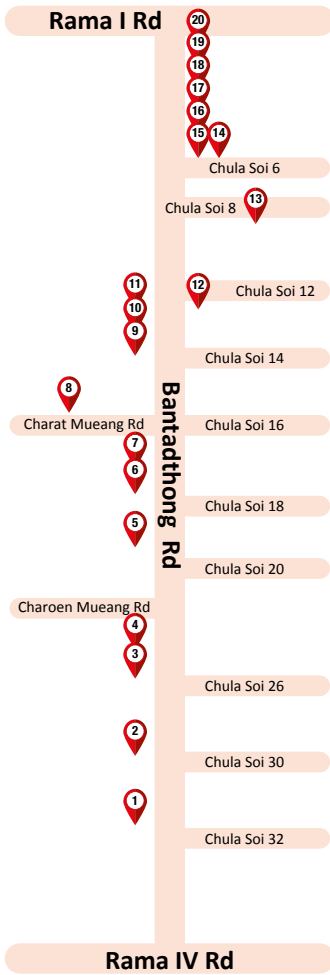 Rama I Rd
20
19
18
17
16
15 14
Chula Soi 6
13
Chula Soi 8
11
12
Chula Soi 12
10
9
Chula Soi 14
8
Charat Mueang Rd
Chula Soi 16
Bantadthong Rd
7
6
Chula Soi 18
5
Chula Soi 20
Charoen Mueang Rd
4
3
Chula Soi 26
2
Chula Soi 30
1
Chula Soi 32
Rama IV Rd